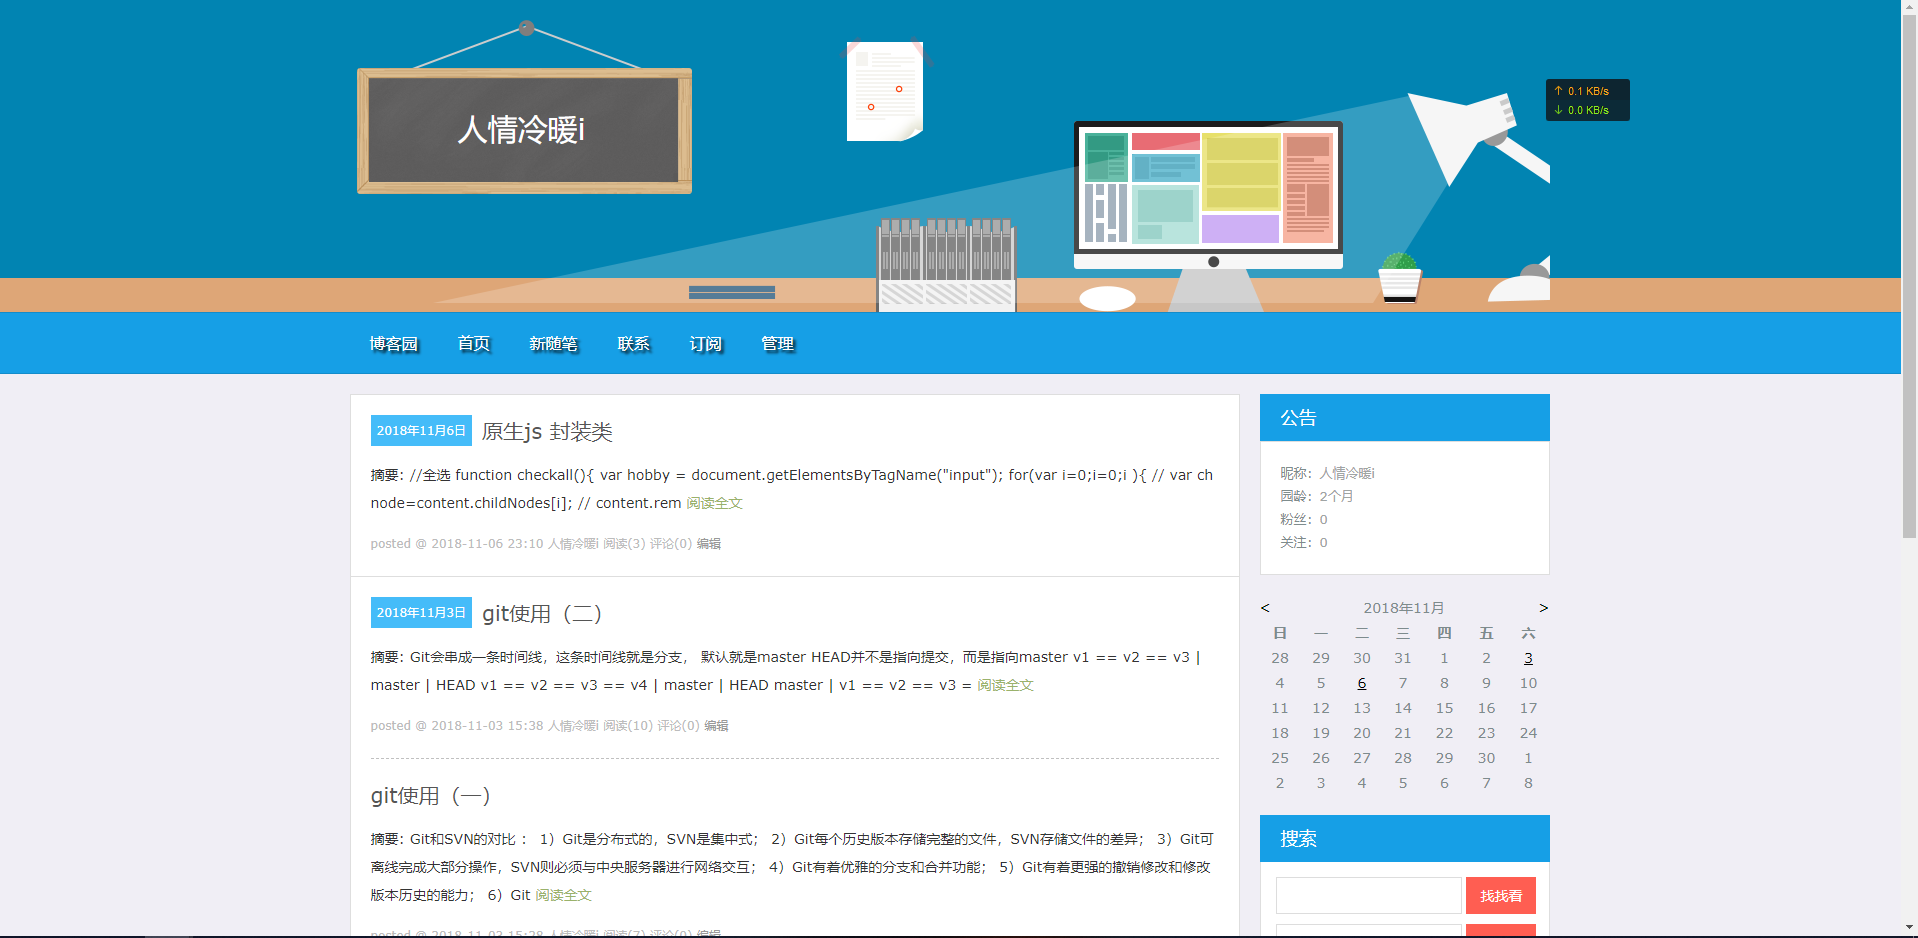 人情冷暖i
↑ 0.1 KB/s
↓ 0.0 KB/s
博客园 首页 新随笔 联系 订阅 管理
2018年11月6日 原生js 封装类
摘要: //全选 function checkall(){ var hobby = document.getElementsByTagName("input"); for(var i=0;i=0;i ){ // var ch
node=content.childNodes[i]; // content.rem 阅读全文
posted @ 2018-11-06 23:10 人情冷暖i 阅读(3) 评论(0) 编辑
2018年11月3日 git使用（二）
摘要: Git会串成一条时间线，这条时间线就是分支， 默认就是master HEAD并不是指向提交，而是指向master v1 == v2 == v3 |
master | HEAD v1 == v2 == v3 == v4 | master | HEAD master | v1 == v2 == v3 = 阅读全文
posted @ 2018-11-03 15:38 人情冷暖i 阅读(10) 评论(0) 编辑
git使用（一）
摘要: Git和SVN的对比 ： 1）Git是分布式的，SVN是集中式； 2）Git每个历史版本存储完整的文件，SVN存储文件的差异； 3）Git可
离线完成大部分操作，SVN则必须与中央服务器进行网络交互； 4）Git有着优雅的分支和合并功能； 5）Git有着更强的撤销修改和修改
版本历史的能力； 6）Git 阅读全文
posted @ 2018-11-03 15:28 人情冷暖i 阅读(7) 评论(0) 编辑
公告
昵称：人情冷暖i
园龄：2个月
粉丝：0
关注：0
< 2018年11月 >
日 一 二 三 四 五 六
28 29 30 31 1 2 3
4 5 6 7 8 9 10
11 12 13 14 15 16 17
18 19 20 21 22 23 24
25 26 27 28 29 30 1
2 3 4 5 6 7 8
搜索
找找看